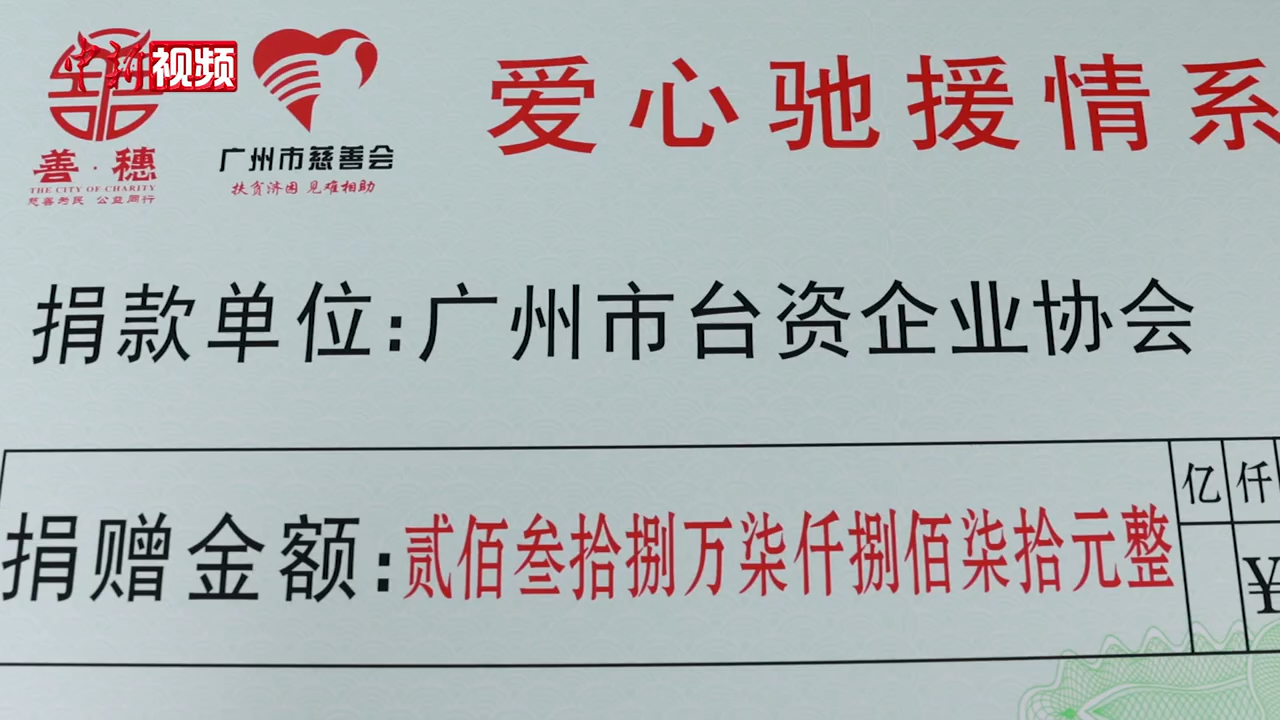 中新视频
善·穗
THE CITY OF CHARITY
慈善为民 公益同行
广州市慈善会
扶贫济困 见难相助
爱心驰援情系
捐款单位:广州市台资企业协会
捐赠金额:贰佰叁拾捌万柒仟捌佰柒拾元整
亿仟
¥